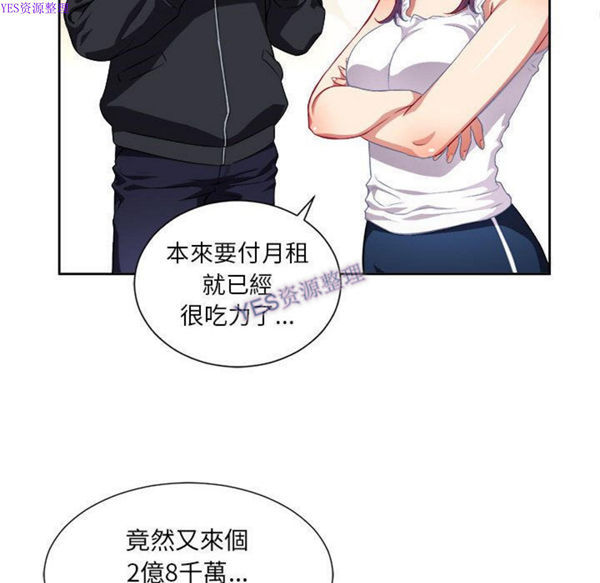 YES资源整理
本來要付月租
就已經
很吃力了...
YES资源整理
竟然又來個
2億8千萬...